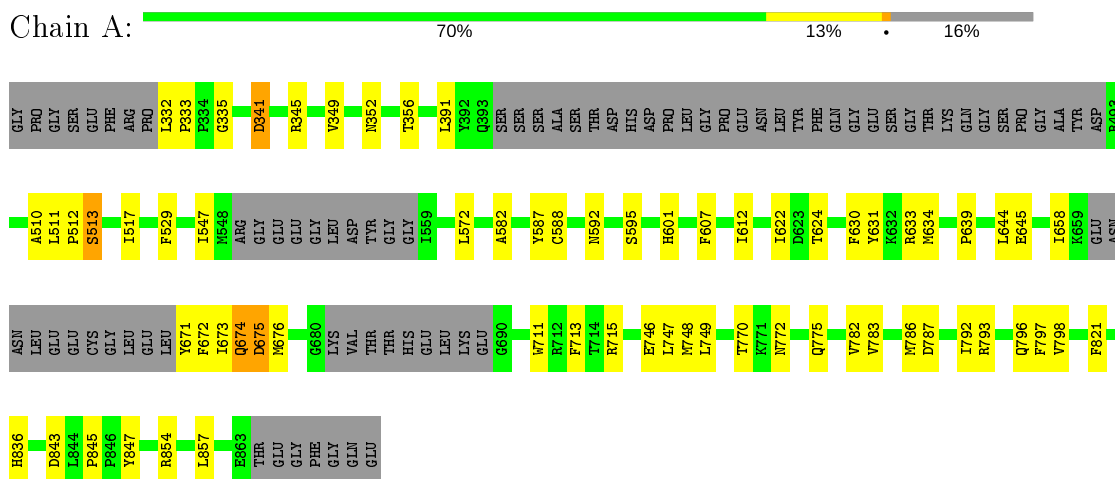 Chain A:
70% 13% • 16%
GLY PRO GLY SER GLU PHE ARG PRO L332 P333 P334 G335 D341 R345 V349 N352 T356 L391 Y392 Q393 SER SER SER ALA SER THR ASP HIS ASP PRO LEU GLY PRO GLU ASN LEU TYR PHE GLN GLY GLU SER GLY THR LYS GLN GLY SER PRO GLY ALA TYR ASP
A510 L511 P512 S513 I517 F529 I547 M548 ARG GLY GLU GLU GLY LEU ASP TYR GLY GLY I559 L572 A582 Y587 C588 N592 S595 H601 F607 I612 I622 D623 T624 F630 Y631 K632 R633 M634 P639 L644 E645 I658 K659 GLU ASN
ASN LEU GLU GLU CYS GLY LEU GLU LEU Y671 F672 I673 Q674 D675 M676 G680 LYS VAL THR THR HIS GLU LEU LYS GLU G690 W711 R712 F713 T714 R715 E746 L747 M748 L749 T770 K771 N772 Q775 V782 V783 M786 D787 I792 R793 Q796 F797 V798 F821
H836 D843 L844 P845 P846 Y847 R854 L857 E863 THR GLU GLY PHE GLY GLN GLU